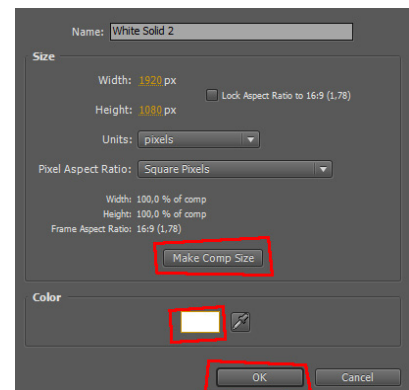 Name: White Solid 2
Size
Width: 1920 px
Lock Aspect Ratio to 16:9 (1,78)
Height: 1080 px
Units: pixels
Pixel Aspect Ratio: Square Pixels
Width: 100,0 % of comp
Height: 100,0 % of comp
Frame Aspect Ratio: 16:9 (1,78)
Make Comp Size
Color
OK Cancel